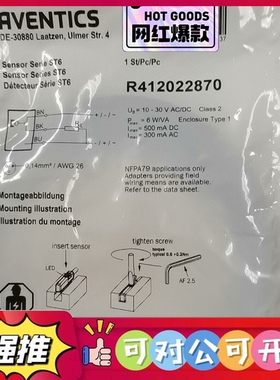 AVENTICS
DE-30880 Laatzen, Ulmer Str. 4
HOT GOODS
网红爆款
Sensor Serie ST6
Sensor Series ST6
Détecteur Série ST6
1 St/Pc/Pc
R412022870
BN
BK
BU
0,14mm² / AWG 26
10 - 30 V AC/DC Class 2
= 6 W/VA Enclosure Type 1
= 500 mA DC
= 300 mA AC
NFPA79 applications only
Adapters providing field
wiring means are available.
Refer to the data sheet.
Montageabbildung
Mounting illustration
Illustration du montage
insert sensor
LED
tighten screw
torque
AF 2.5
强推
可对公可开